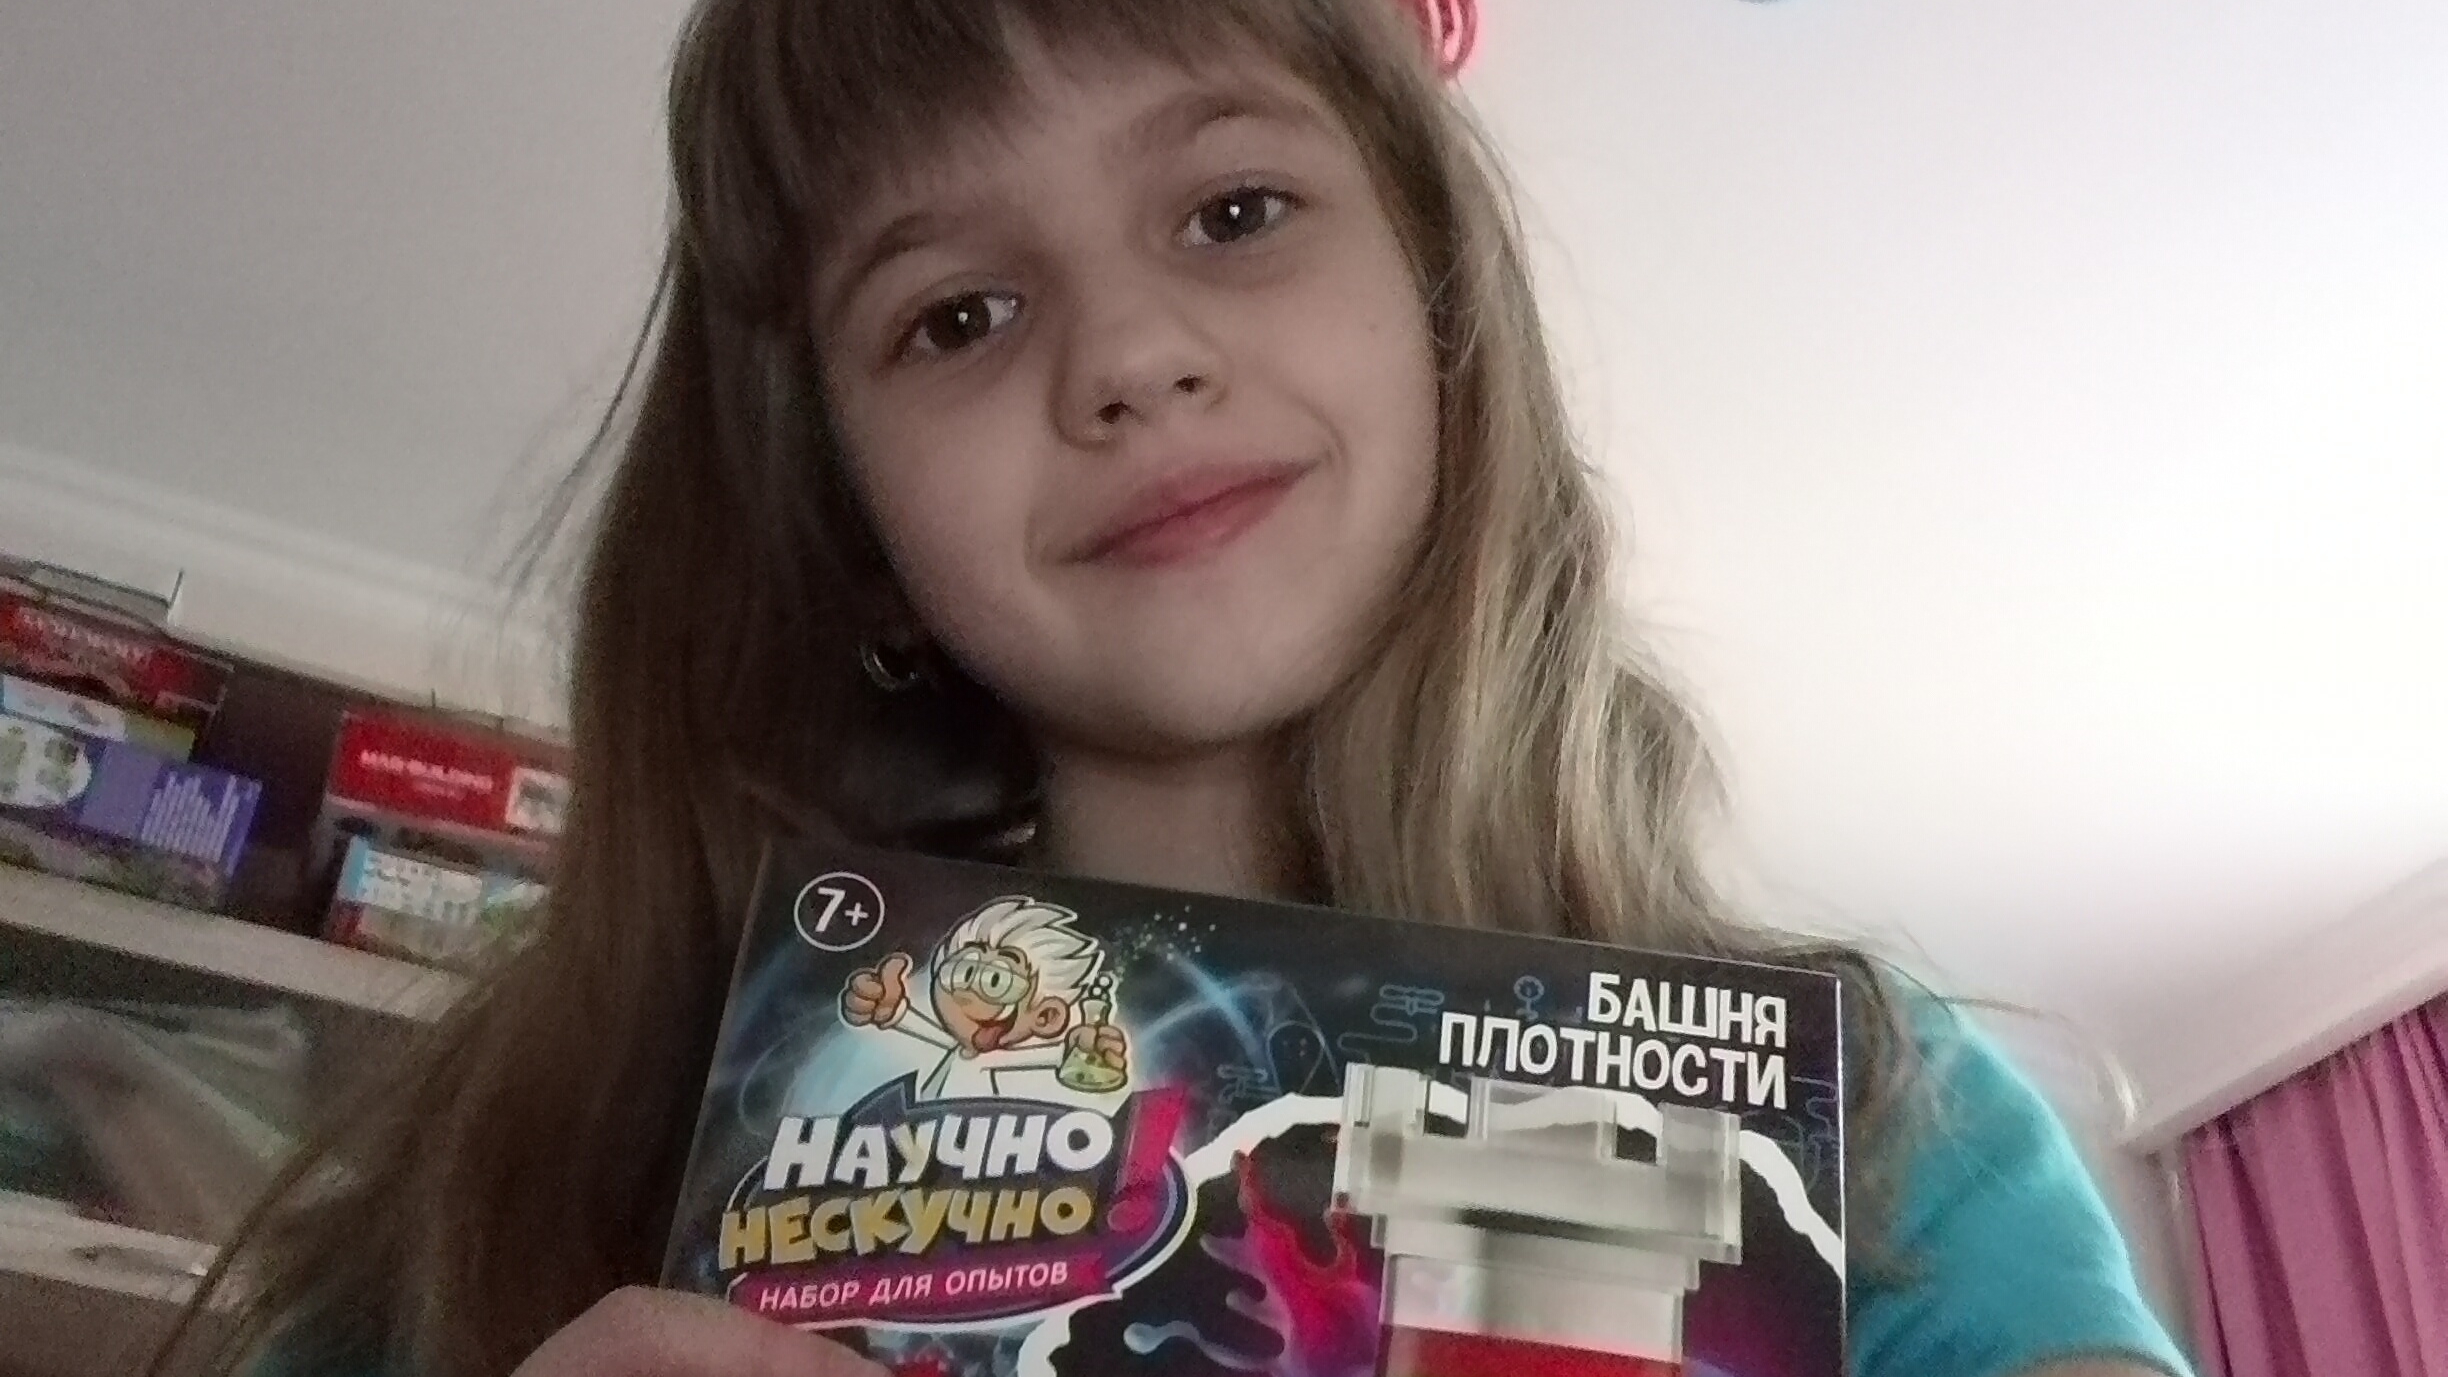 7+
БАШНЯ
ПЛОТНОСТИ
НАУЧНО
НЕСКУЧНО!
НАБОР ДЛЯ ОПЫТОВ